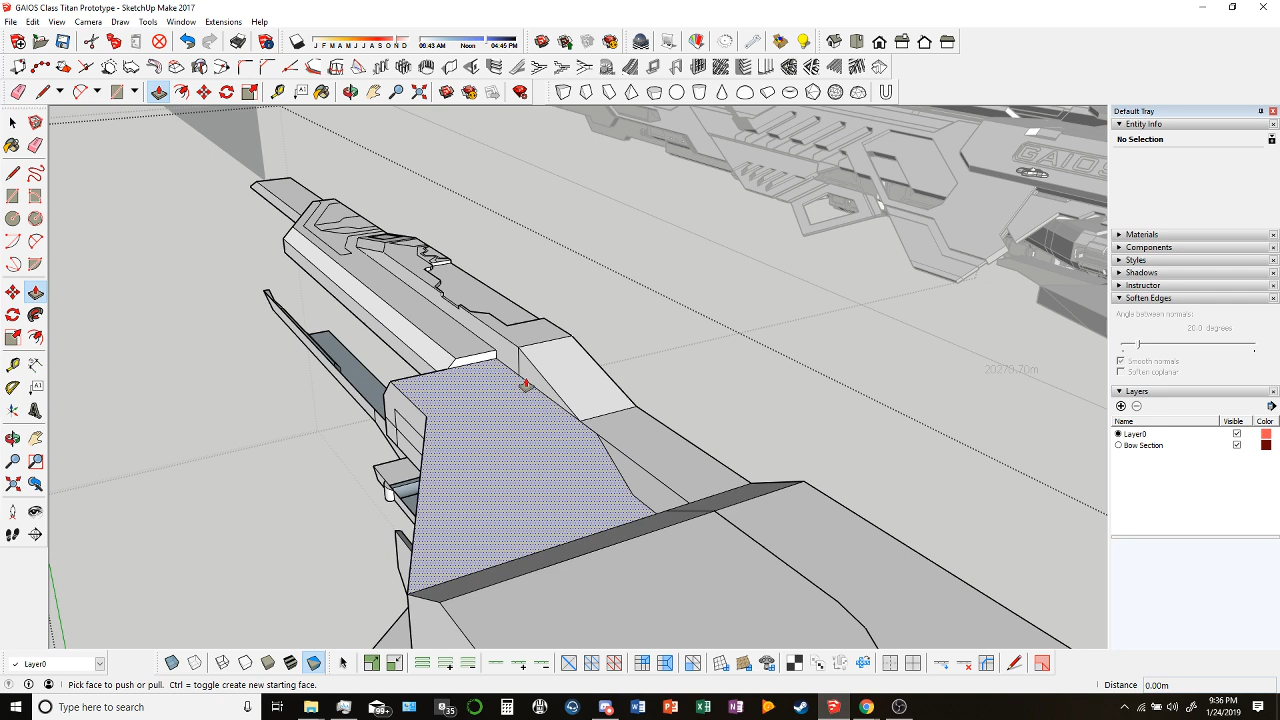 GAIOS Class Titan Prototype - SketchUp Make 2017
File Edit View Camera Draw Tools Window Extensions Help
J F M A M J J A S O N D 06:43 AM Noon 04:45 PM
Default Tray
Entity Info
No Selection
GAIOS
Materials
Components
Styles
Shadows
Instructor
Soften Edges
Angle between normals:
20.0 degrees
Smooth normals
Soften coplanar
20270.70m
Layers
Name Visible Color
Layer0
Bow Section
Layer0
Pick face to push or pull. Ctrl = toggle create new starting face.
Distance 0.00m
Type here to search
99+
35
9:36 PM
1/24/2019